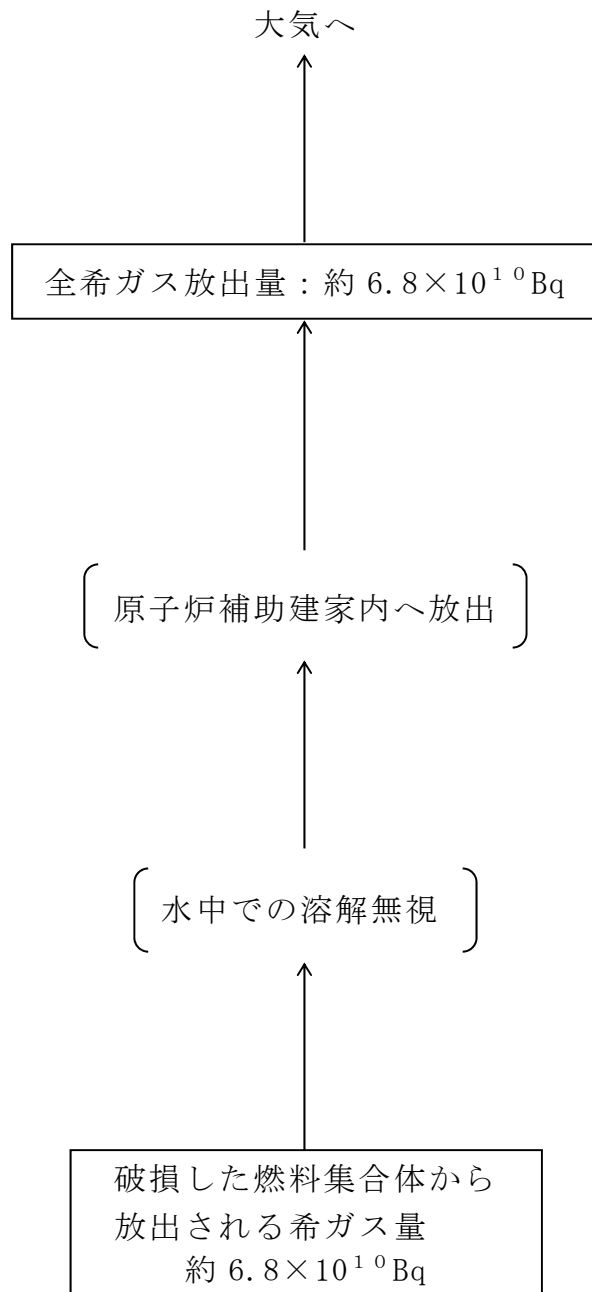 大気へ
全希ガス放出量：約 6.8×10¹⁰Bq
原子炉補助建家内へ放出
水中での溶解無視
破損した燃料集合体から
放出される希ガス量
約 6.8×10¹⁰Bq